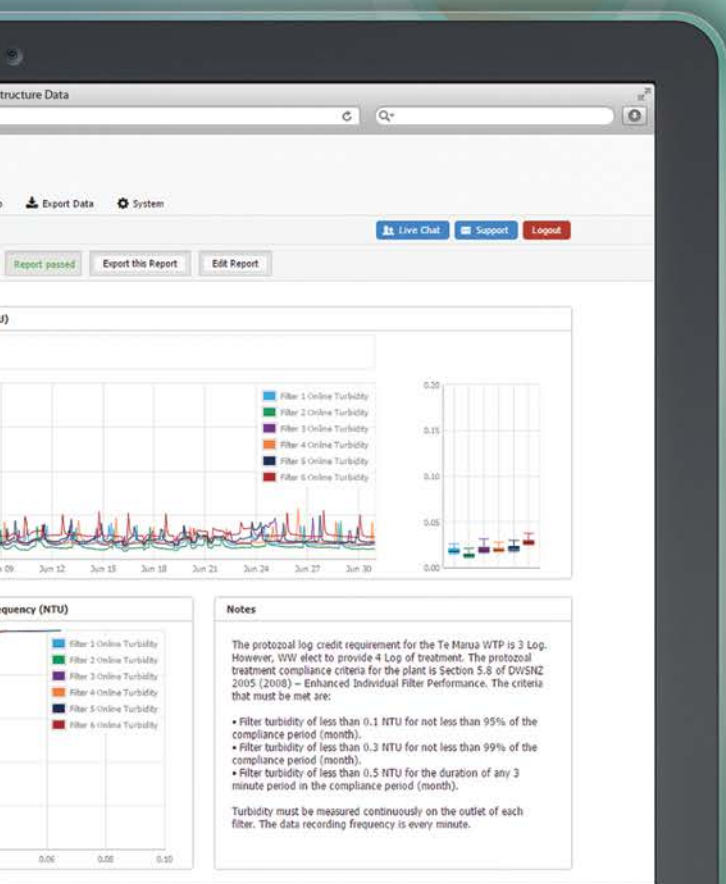 tructure Data
Export Data System
Live Chat Support Logout
Report passed Export this Report Edit Report
U)
Filter 1 Online Turbidity
Filter 2 Online Turbidity
Filter 3 Online Turbidity
Filter 4 Online Turbidity
Filter 5 Online Turbidity
Filter 6 Online Turbidity
0.20
0.15
0.10
0.05
0.00
09 Jun 12 Jun 15 Jun 18 Jun 21 Jun 24 Jun 27 Jun 30
equency (NTU)
Filter 1 Online Turbidity
Filter 2 Online Turbidity
Filter 3 Online Turbidity
Filter 4 Online Turbidity
Filter 5 Online Turbidity
Filter 6 Online Turbidity
0.06 0.08 0.10
Notes
The protozoal log credit requirement for the Te Marua WTP is 3 Log.
However, WW elect to provide 4 Log of treatment. The protozoal
treatment compliance criteria for the plant is Section 5.8 of DWSNZ
2005 (2008) – Enhanced Individual Filter Performance. The criteria
that must be met are:
• Filter turbidity of less than 0.1 NTU for not less than 95% of the
compliance period (month).
• Filter turbidity of less than 0.3 NTU for not less than 99% of the
compliance period (month).
• Filter turbidity of less than 0.5 NTU for the duration of any 3
minute period in the compliance period (month).
Turbidity must be measured continuously on the outlet of each
filter. The data recording frequency is every minute.